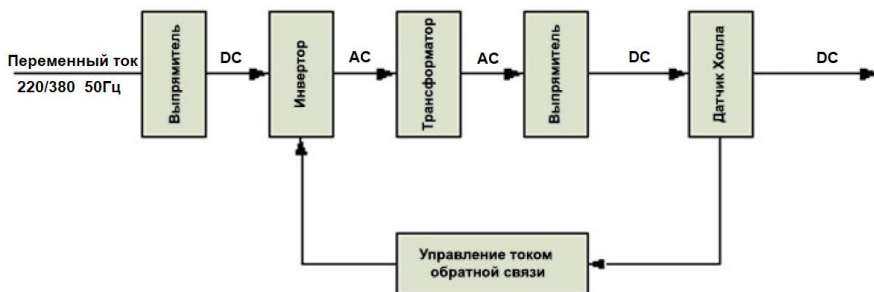 Переменный ток
220/380 50Гц
Выпрямитель
DC
Инвертор
AC
Трансформатор
AC
Выпрямитель
DC
Датчик Холла
DC
Управление током
обратной связи